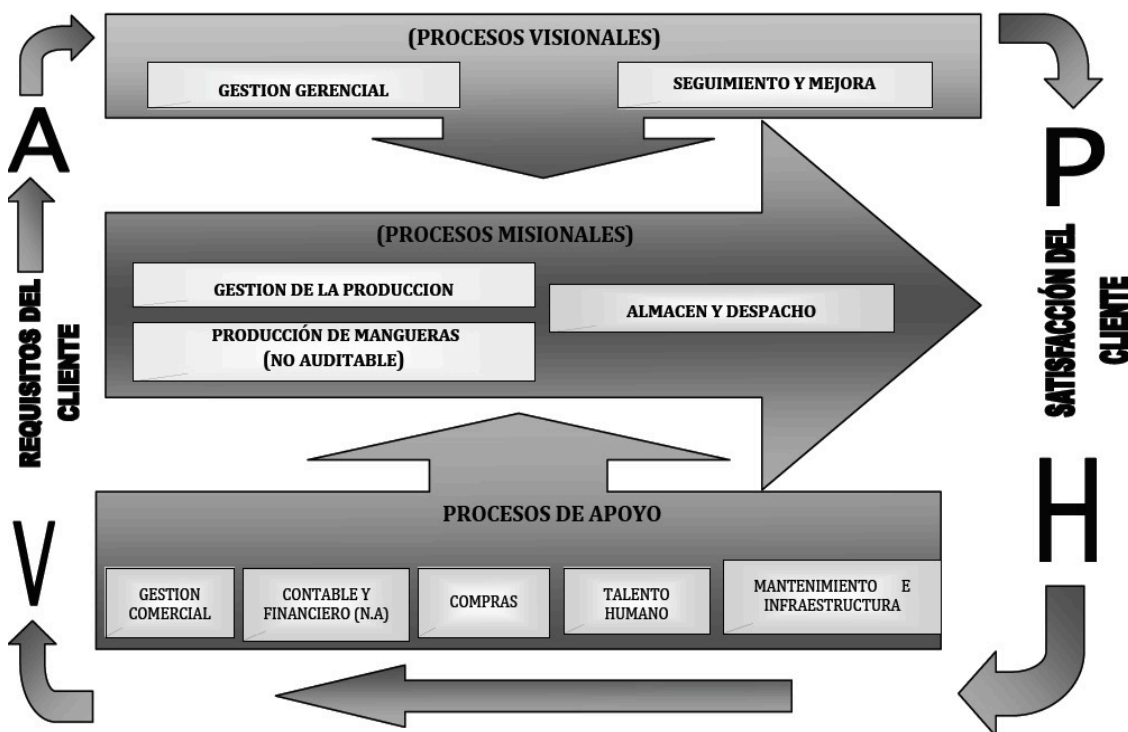 (PROCESOS VISIONALES)
GESTION GERENCIAL
SEGUIMIENTO Y MEJORA
A
P
(PROCESOS MISIONALES)
GESTION DE LA PRODUCCION
PRODUCCIÓN DE MANGUERAS
(NO AUDITABLE)
ALMACEN Y DESPACHO
REQUISITOS DEL
CLIENTE
SATISFACCIÓN DEL
CLIENTE
V
H
PROCESOS DE APOYO
GESTION
COMERCIAL
CONTABLE Y
FINANCIERO (N.A)
COMPRAS
TALENTO
HUMANO
MANTENIMIENTO E
INFRAESTRUCTURA